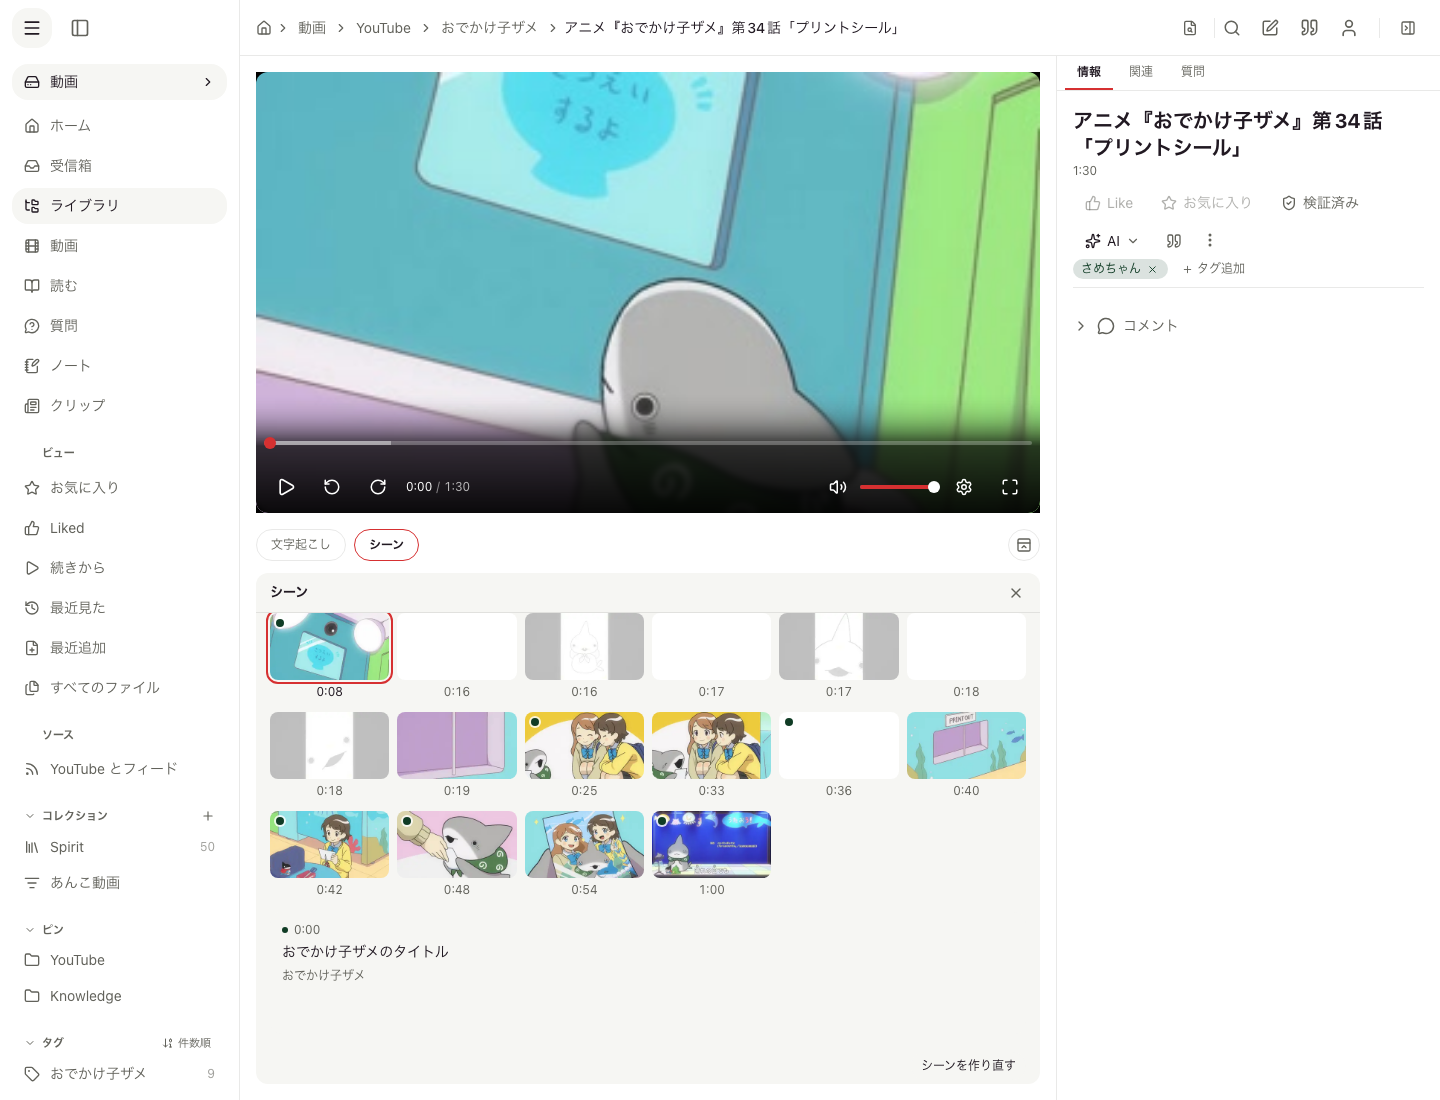 動画
YouTube
おでかけ子ザメ
アニメ『おでかけ子ザメ』第34話「プリントシール」
動画
ホーム
受信箱
ライブラリ
動画
読む
質問
ノート
クリップ
ビュー
お気に入り
Liked
続きから
最近見た
最近追加
すべてのファイル
ソース
YouTube とフィード
コレクション
Spirit
50
あんこ動画
ピン
YouTube
Knowledge
タグ
件数順
おでかけ子ザメ
9
するよ
0:00 / 1:30
文字起こし
シーン
シーン
0:08
0:16
0:16
0:17
0:17
0:18
0:18
0:19
0:25
0:33
0:36
PRINT OUT
0:40
0:42
0:48
0:54
1:00
0:00
おでかけ子ザメのタイトル
おでかけ子ザメ
シーンを作り直す
情報
関連
質問
アニメ『おでかけ子ザメ』第34話
「プリントシール」
1:30
Like
お気に入り
検証済み
AI
さめちゃん
タグ追加
コメント